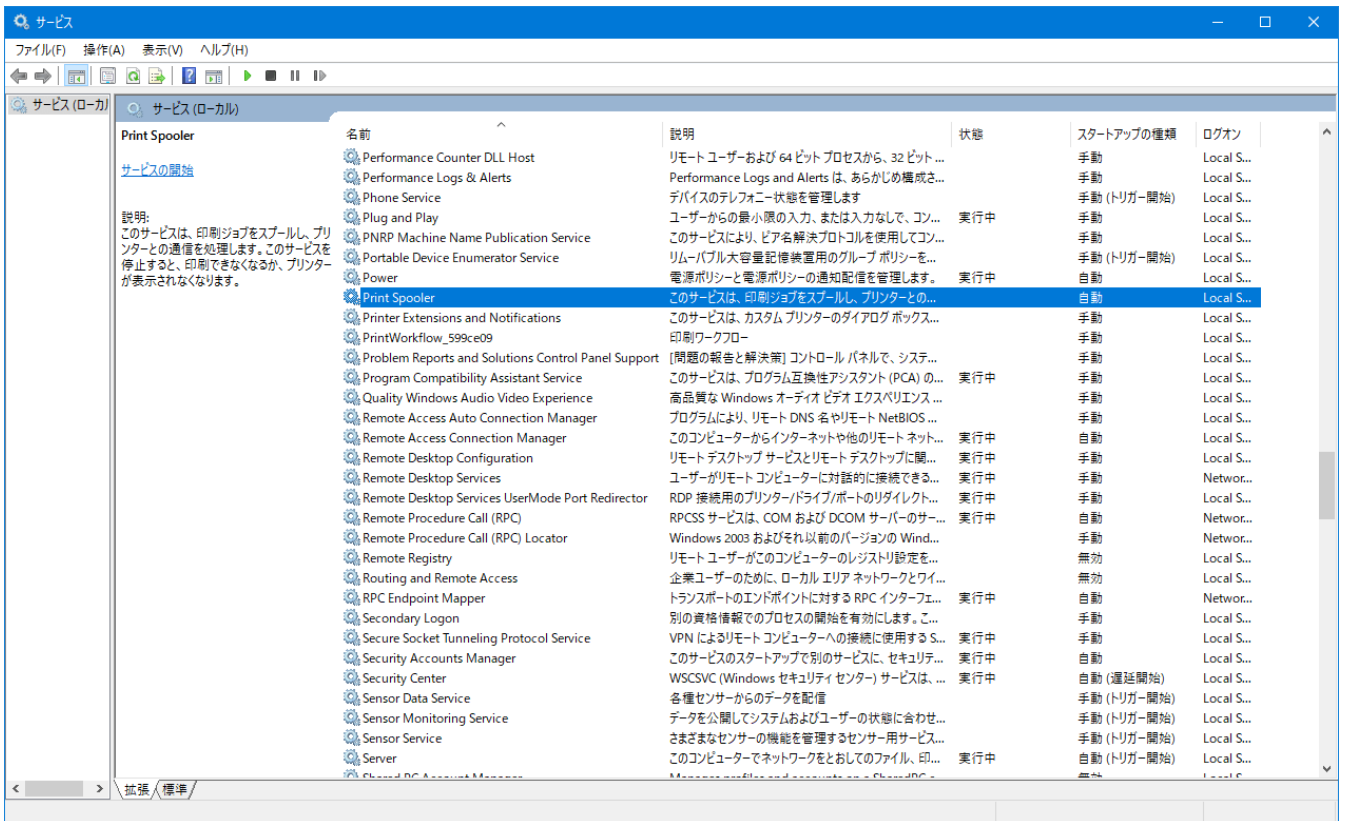 サービス
ファイル(F) 操作(A) 表示(V) ヘルプ(H)
サービス (ローカル
サービス (ローカル)
Print Spooler
サービスの開始
説明:
このサービスは、印刷ジョブをスプールし、プリ
ンターとの通信を処理します。このサービスを
停止すると、印刷できなくなるか、プリンター
が表示されなくなります。
名前 説明 状態 スタートアップの種類 ログオン
Performance Counter DLL Host リモート ユーザーおよび 64 ビット プロセスから、32 ビット ... 手動 Local S...
Performance Logs & Alerts Performance Logs and Alerts は、あらかじめ構成さ... 手動 Local S...
Phone Service デバイスのテレフォニー状態を管理します 手動 (トリガー開始) Local S...
Plug and Play ユーザーからの最小限の入力、または入力なしで、コン... 実行中 手動 Local S...
PNRP Machine Name Publication Service このサービスにより、ピア名解決プロトコルを使用してコン... 手動 Local S...
Portable Device Enumerator Service リムーバブル大容量記憶装置用のグループ ポリシーを... 手動 (トリガー開始) Local S...
Power 電源ポリシーと電源ポリシーの通知配信を管理します。 実行中 自動 Local S...
Print Spooler このサービスは、印刷ジョブをスプールし、プリンターとの... 自動 Local S...
Printer Extensions and Notifications このサービスは、カスタム プリンターのダイアログ ボックス... 手動 Local S...
PrintWorkflow_599ce09 印刷ワークフロー 手動 Local S...
Problem Reports and Solutions Control Panel Support [問題の報告と解決策] コントロール パネルで、システ... 手動 Local S...
Program Compatibility Assistant Service このサービスは、プログラム互換性アシスタント (PCA) の... 実行中 手動 Local S...
Quality Windows Audio Video Experience 高品質な Windows オーディオ ビデオ エクスペリエンス ... 手動 Local S...
Remote Access Auto Connection Manager プログラムにより、リモート DNS 名やリモート NetBIOS ... 手動 Local S...
Remote Access Connection Manager このコンピューターからインターネットや他のリモート ネット... 実行中 自動 Local S...
Remote Desktop Configuration リモート デスクトップ サービスとリモート デスクトップに関... 実行中 手動 Local S...
Remote Desktop Services ユーザーがリモート コンピューターに対話的に接続できる... 実行中 手動 Networ...
Remote Desktop Services UserMode Port Redirector RDP 接続用のプリンター/ドライブ/ポートのリダイレクト... 実行中 手動 Local S...
Remote Procedure Call (RPC) RPCSS サービスは、COM および DCOM サーバーのサー... 実行中 自動 Networ...
Remote Procedure Call (RPC) Locator Windows 2003 およびそれ以前のバージョンの Wind... 手動 Networ...
Remote Registry リモート ユーザーがこのコンピューターのレジストリ設定を... 無効 Local S...
Routing and Remote Access 企業ユーザーのために、ローカル エリア ネットワークとワイ... 無効 Local S...
RPC Endpoint Mapper トランスポートのエンドポイントに対する RPC インターフェ... 実行中 自動 Networ...
Secondary Logon 別の資格情報でのプロセスの開始を有効にします。こ... 手動 Local S...
Secure Socket Tunneling Protocol Service VPN によるリモート コンピューターへの接続に使用する S... 実行中 手動 Local S...
Security Accounts Manager このサービスのスタートアップで別のサービスに、セキュリテ... 実行中 自動 Local S...
Security Center WSCSVC (Windows セキュリティ センター) サービスは、... 実行中 自動 (遅延開始) Local S...
Sensor Data Service 各種センサーからのデータを配信 手動 (トリガー開始) Local S...
Sensor Monitoring Service データを公開してシステムおよびユーザーの状態に合わせ... 手動 (トリガー開始) Local S...
Sensor Service さまざまなセンサーの機能を管理するセンサー用サービス... 手動 (トリガー開始) Local S...
Server このコンピューターでネットワークをとおしてのファイル、印... 実行中 自動 (トリガー開始) Local S...
Shared PC Account Manager Manages profiles and accounts on a SharedPC 無効 Local S
拡張 標準